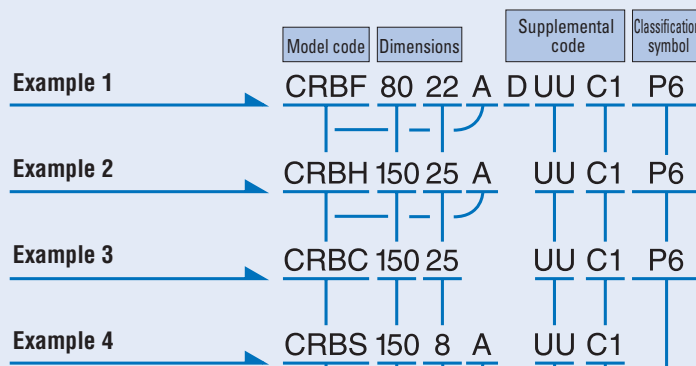 Model code Dimensions Supplemental code Classification symbol
Example 1 CRBF 80 22 A D UU C1 P6
Example 2 CRBH 150 25 A UU C1 P6
Example 3 CRBC 150 25 UU C1 P6
Example 4 CRBS 150 8 A UU C1